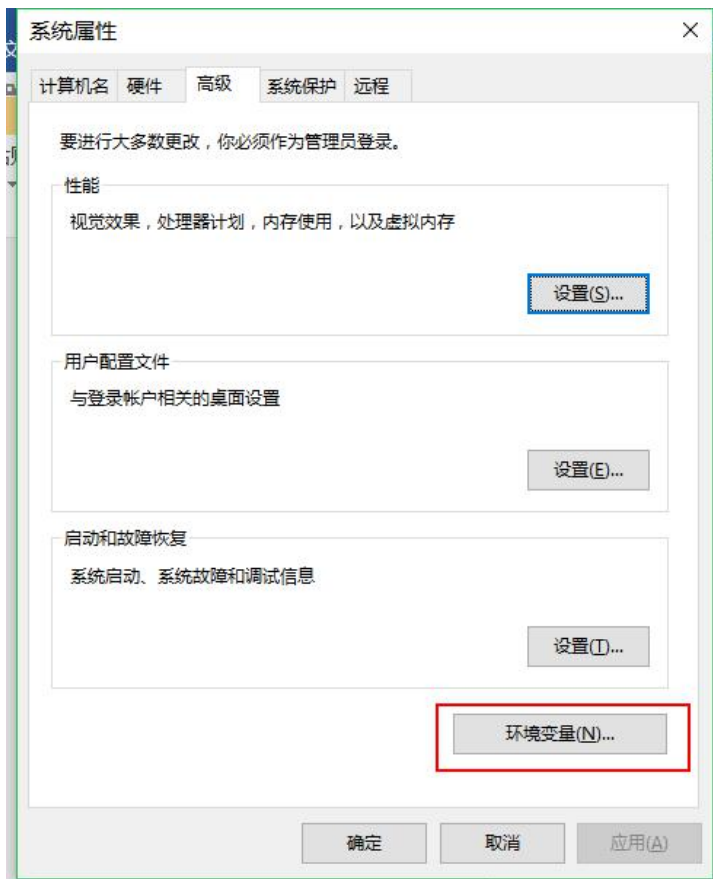 系统属性
计算机名 硬件 高级 系统保护 远程
要进行大多数更改，你必须作为管理员登录。
性能
视觉效果，处理器计划，内存使用，以及虚拟内存
设置(S)...
用户配置文件
与登录帐户相关的桌面设置
设置(E)...
启动和故障恢复
系统启动、系统故障和调试信息
设置(T)...
环境变量(N)...
确定 取消 应用(A)